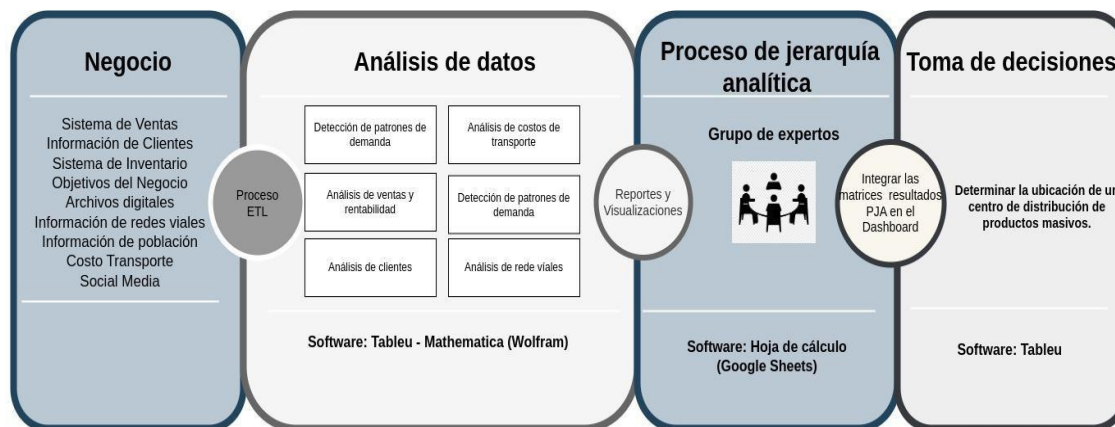 Negocio
Sistema de Ventas
Información de Clientes
Sistema de Inventario
Objetivos del Negocio
Archivos digitales
Información de redes viales
Información de población
Costo Transporte
Social Media
Proceso
ETL
Análisis de datos
Detección de patrones de
demanda
Análisis de costos de
transporte
Análisis de ventas y
rentabilidad
Detección de patrones de
demanda
Análisis de clientes
Análisis de rede víales
Software: Tableu - Mathematica (Wolfram)
Reportes y
Visualizaciones
Proceso de jerarquía
analítica
Grupo de expertos
Software: Hoja de cálculo
(Google Sheets)
Integrar las
matrices resultados
PJA en el
Dashboard
Toma de decisiones
Determinar la ubicación de un
centro de distribución de
productos masivos.
Software: Tableu